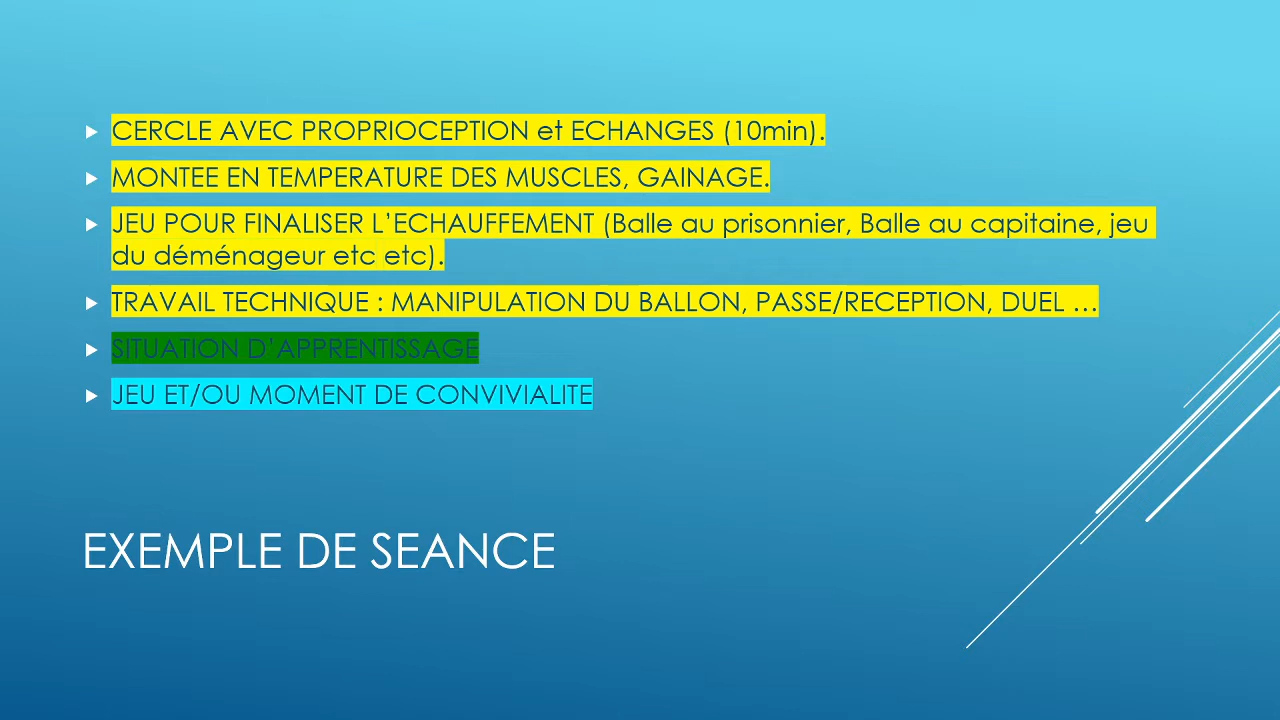 CERCLE AVEC PROPRIOCEPTION et ECHANGES (10min).
MONTEE EN TEMPERATURE DES MUSCLES, GAINAGE.
JEU POUR FINALISER L’ECHAUFFEMENT (Balle au prisonnier, Balle au capitaine, jeu
du déménageur etc etc).
TRAVAIL TECHNIQUE : MANIPULATION DU BALLON, PASSE/RECEPTION, DUEL …
SITUATION D’APPRENTISSAGE
JEU ET/OU MOMENT DE CONVIVIALITE
EXEMPLE DE SEANCE